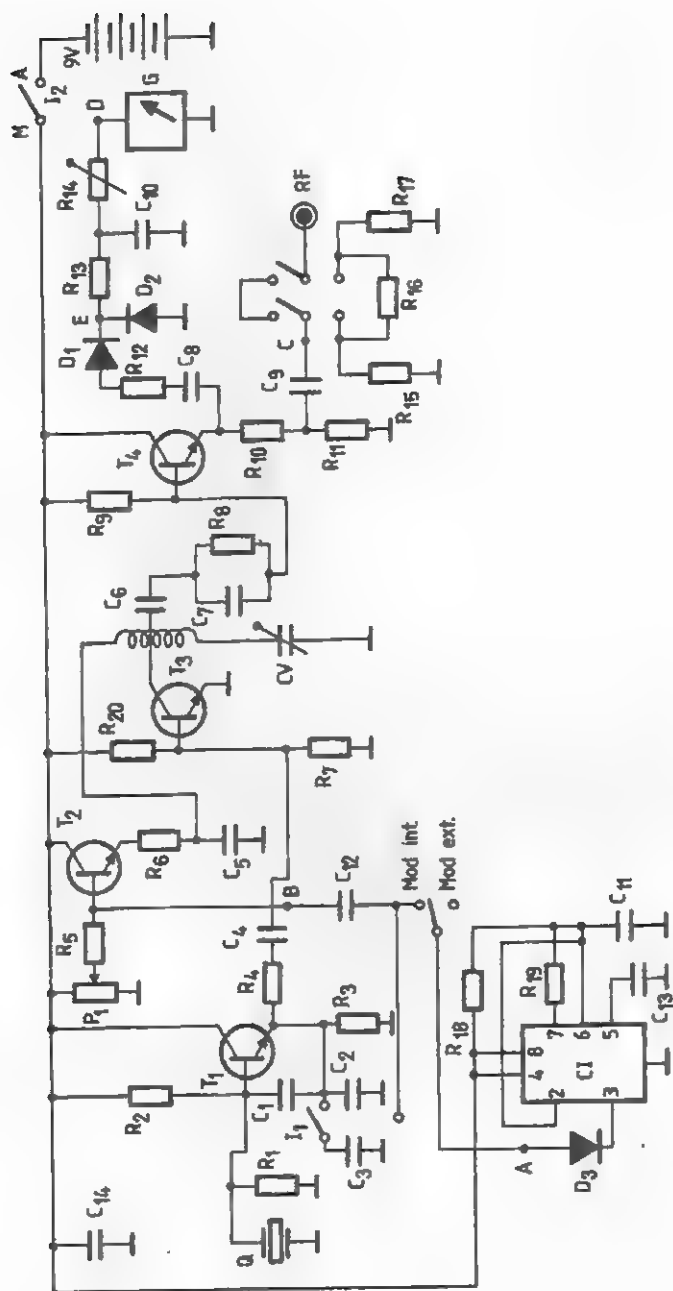 M
A
I2
9V
C14
R2
P1
R5
T2
R6
C5
R20
T3
R9
T4
C6
C7
R8
CV
R7
D1
E
R13
R14
D
G
D2
C10
R12
C8
R10
R11
C9
C
RF
R15
R16
R17
Q
R1
T1
C1
C2
I1
C3
R3
R4
C4
B
C12
Mod int.
Mod ext.
A
D3
R18
R19
C11
C13
CI
4
8
7
6
5
2
3